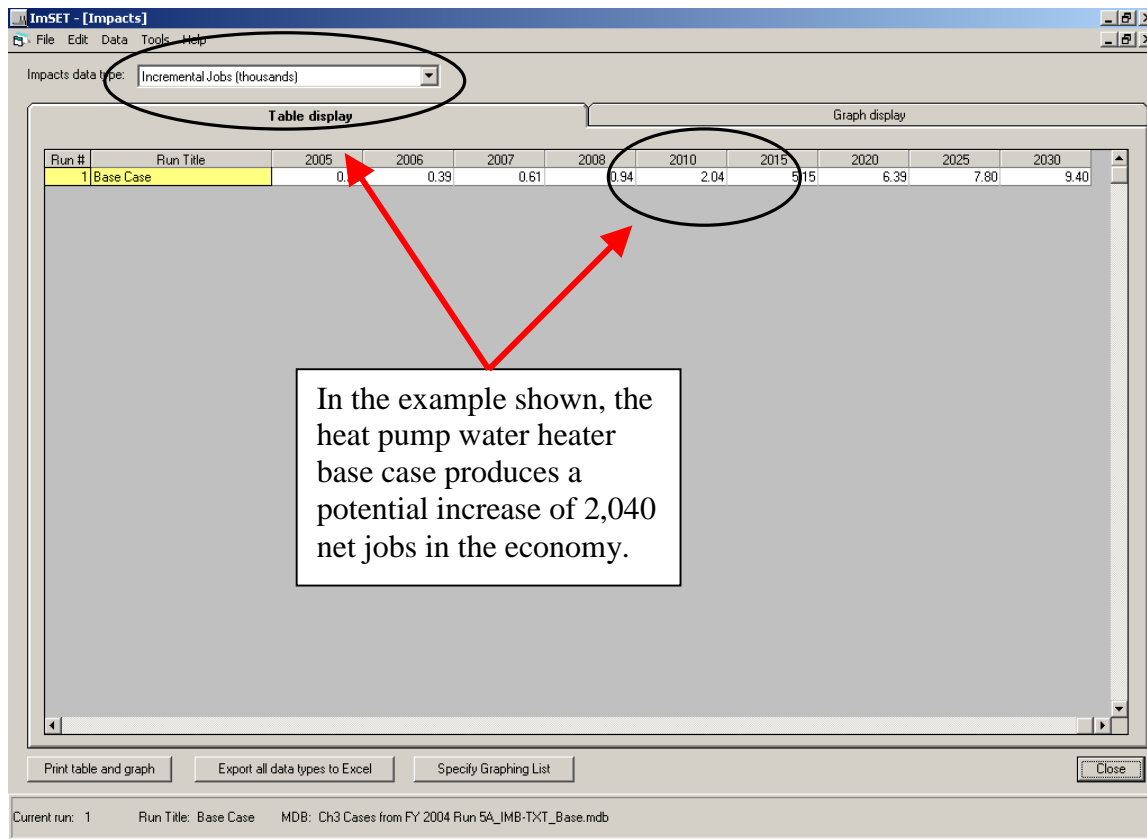 ImSET - [Impacts]
File Edit Data Tools Help
Impacts data type: Incremental Jobs (thousands)
Table display Graph display
Run # Run Title 2005 2006 2007 2008 2010 2015 2020 2025 2030
1 Base Case 0.39 0.61 0.94 2.04 5.15 6.39 7.80 9.40
In the example shown, the
heat pump water heater
base case produces a
potential increase of 2,040
net jobs in the economy.
Print table and graph Export all data types to Excel Specify Graphing List Close
Current run: 1 Run Title: Base Case MDB: Ch3 Cases from FY 2004 Run 5A_IMB-TXT_Base.mdb